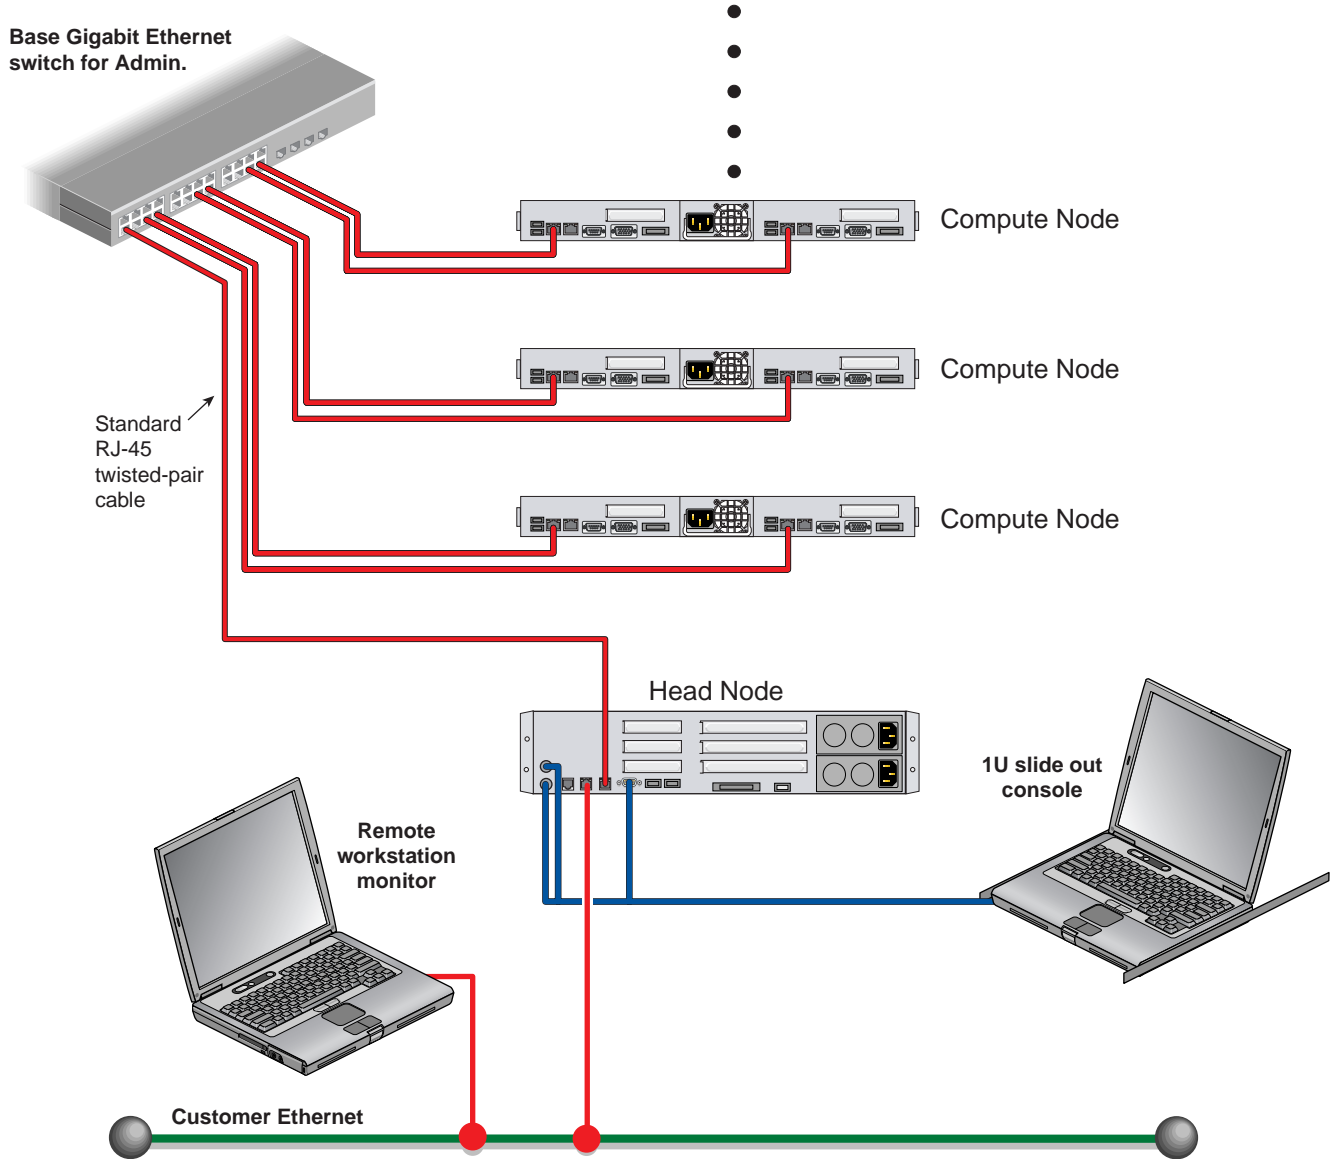 Base Gigabit Ethernet
switch for Admin.
Compute Node
Compute Node
Standard
RJ-45
twisted-pair
cable
Compute Node
Head Node
1U slide out
console
Remote
workstation
monitor
Customer Ethernet